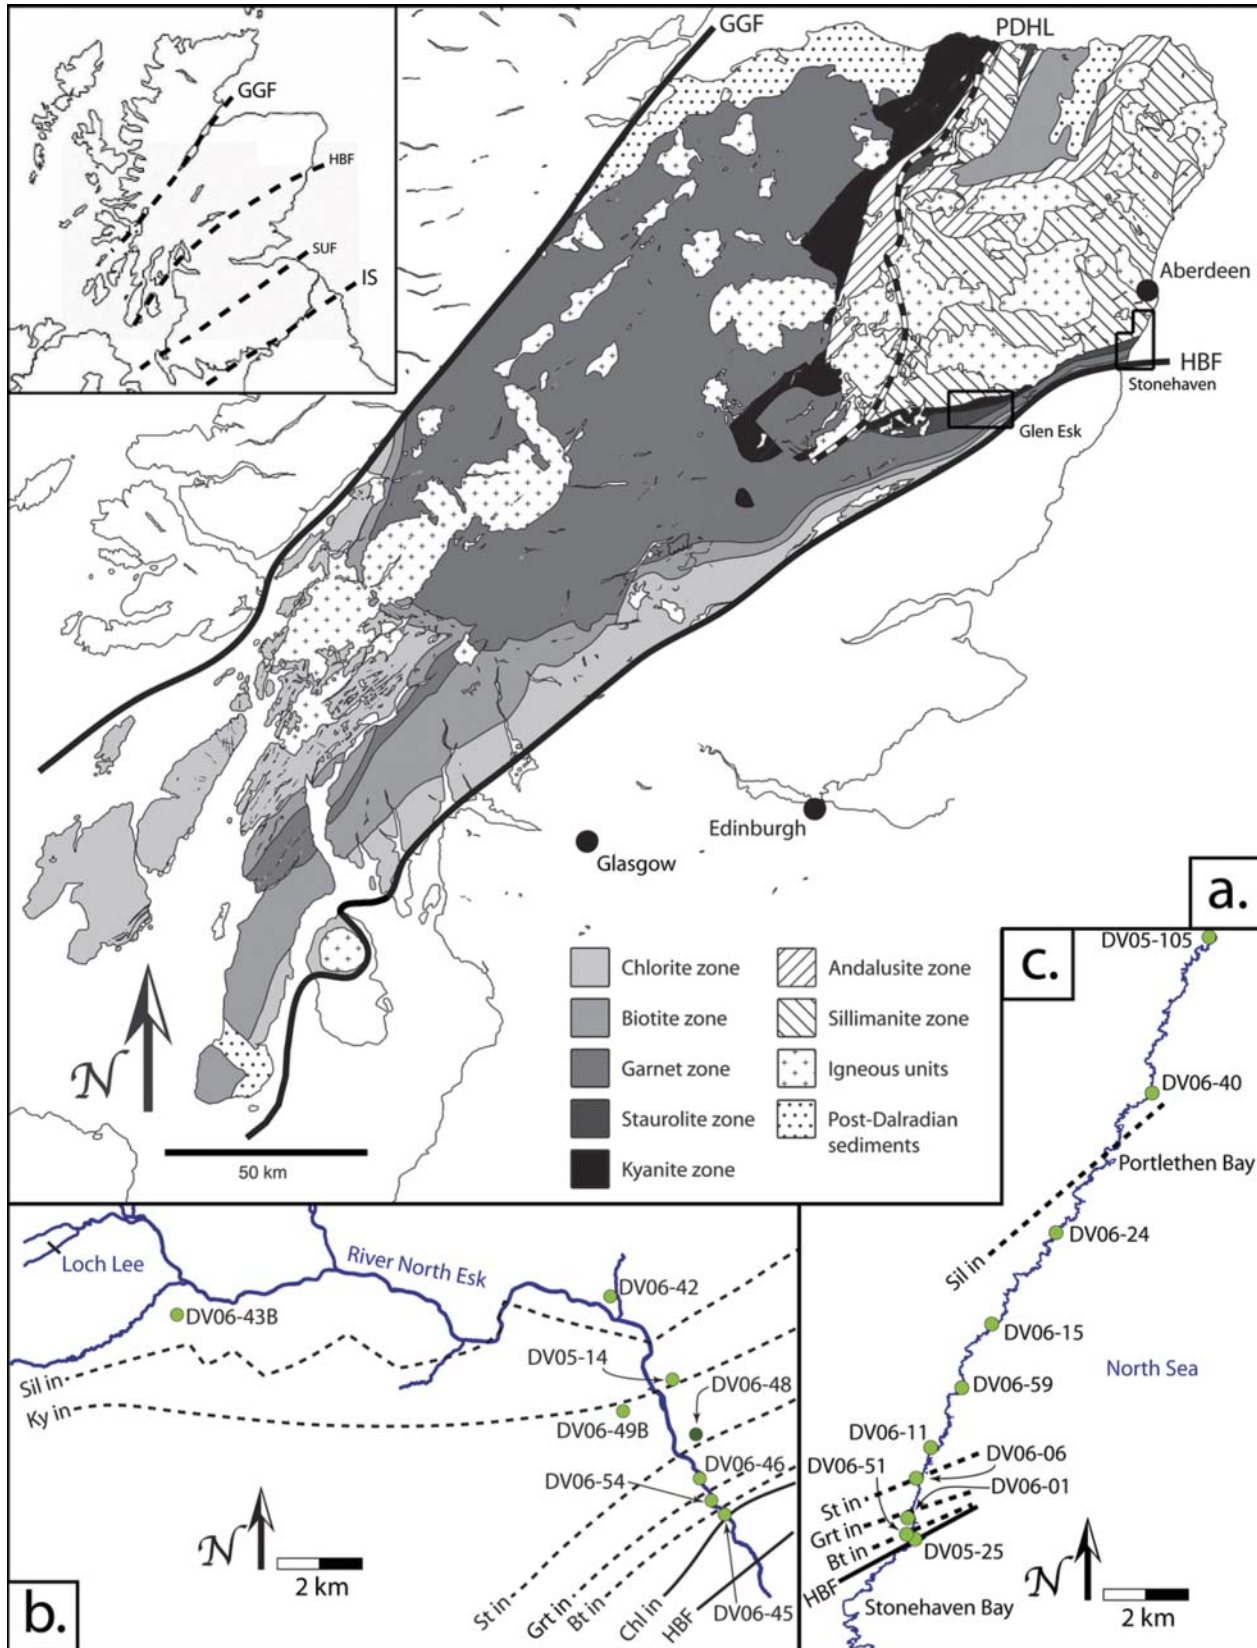 GGF
HBF
SUF
IS
GGF
PDHL
Aberdeen
HBF
Stonehaven
Glen Esk
Edinburgh
Glasgow
a.
Chlorite zone
Biotite zone
Garnet zone
Staurolite zone
Kyanite zone
Andalusite zone
Sillimanite zone
Igneous units
Post-Dalradian
sediments
N
50 km
Loch Lee
River North Esk
DV06-42
DV06-43B
DV05-14
DV06-48
Sil in
Ky in
DV06-49B
DV06-46
DV06-54
St in
Grt in
Bt in
Chl in
HBF
DV06-45
N
2 km
b.
c.
DV05-105
DV06-40
Portlethen Bay
Sil in
DV06-24
DV06-15
North Sea
DV06-59
DV06-11
DV06-06
DV06-51
DV06-01
St in
Grt in
Bt in
HBF
DV05-25
Stonehaven Bay
N
2 km